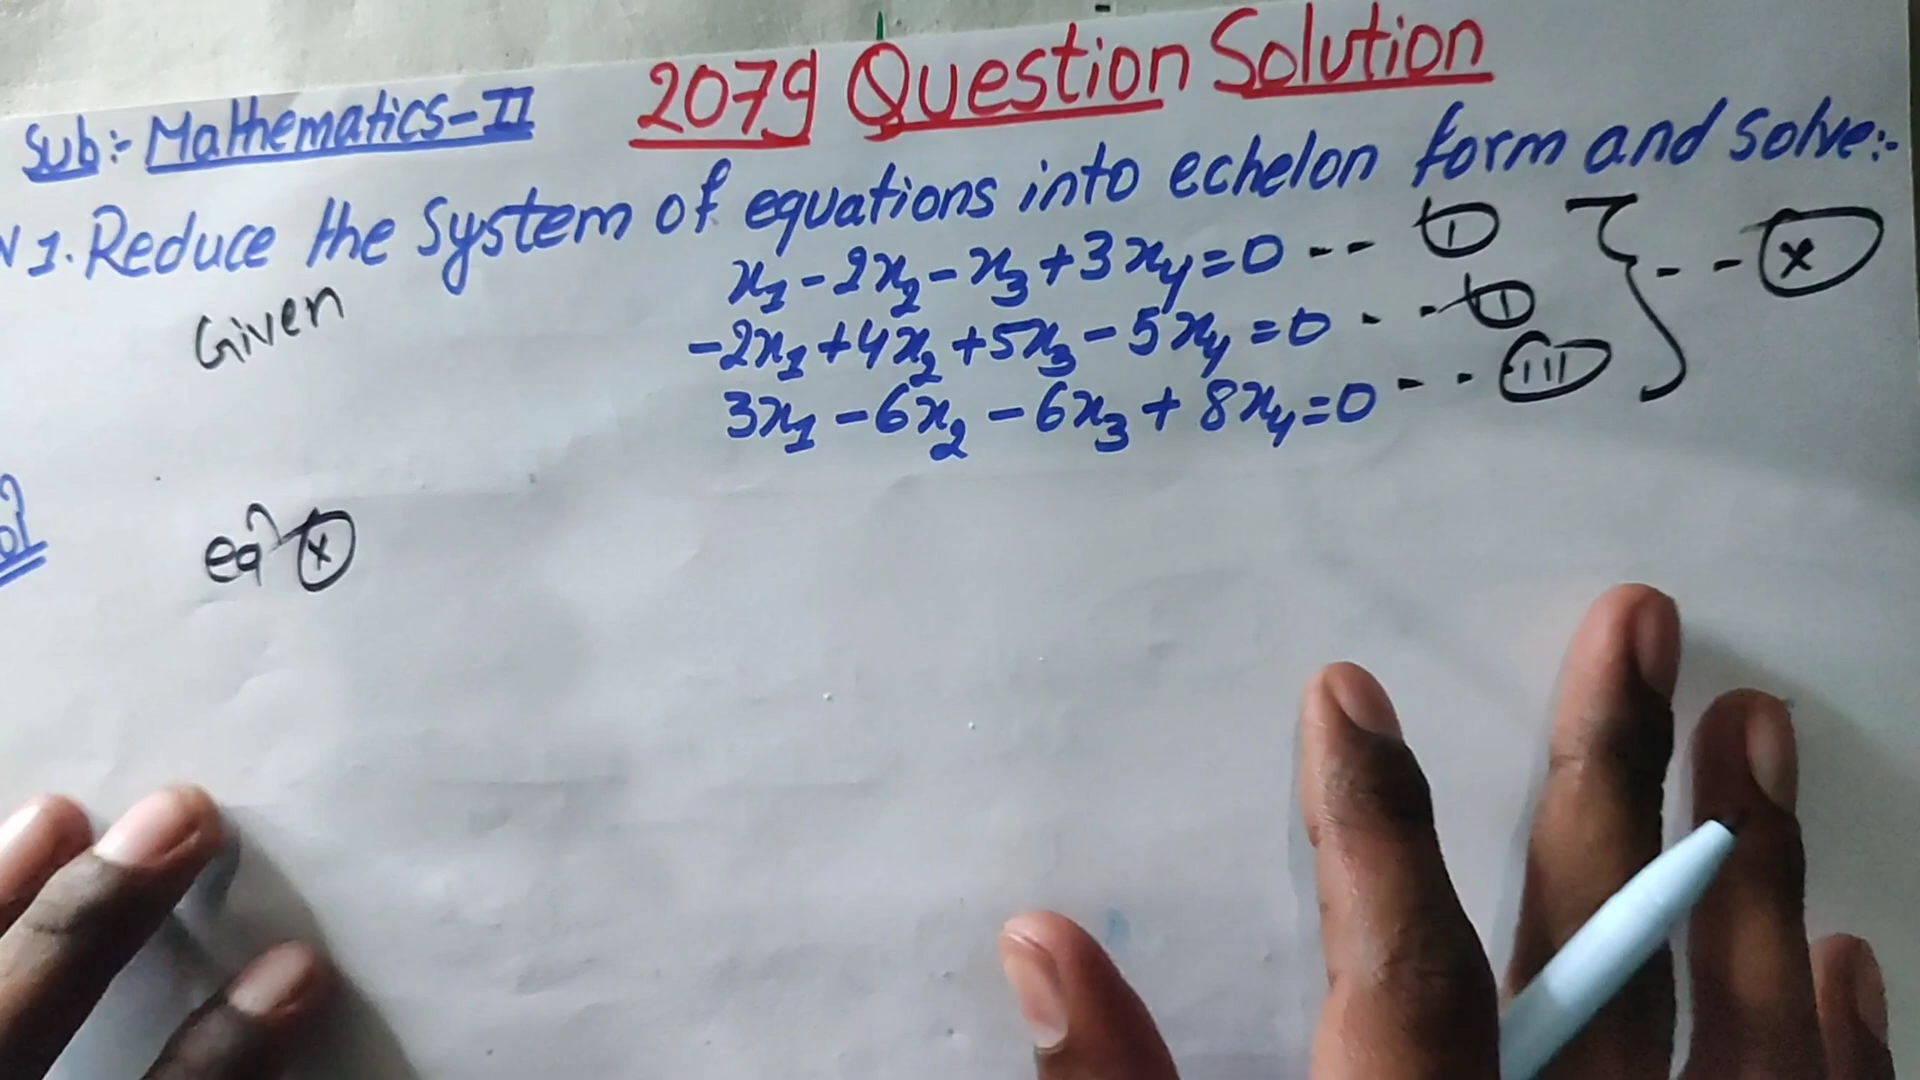 2079 Question Solution
Sub:- Mathematics-II
1. Reduce the System of equations into echelon form and solve:-
x₁ - 2x₂ - x₃ + 3x₄ = 0 -- (I)
-2x₁ + 4x₂ + 5x₃ - 5x₄ = 0 -- (II)
3x₁ - 6x₂ - 6x₃ + 8x₄ = 0 -- (III)
} -- (x)
Given
eqⁿ (x)